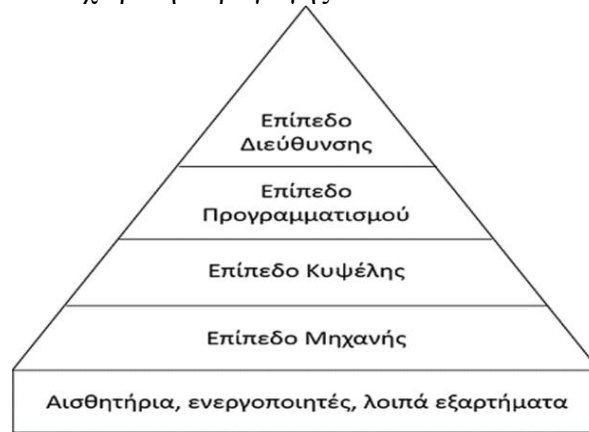 Επίπεδο
Διεύθυνσης
Επίπεδο
Προγραμματισμού
Επίπεδο Κυψέλης
Επίπεδο Μηχανής
Αισθητήρια, ενεργοποιητές, λοιπά εξαρτήματα